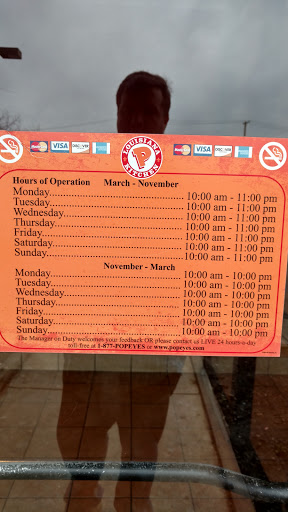 MasterCard VISA DISCOVER
LOUISIANA
KITCHEN
VISA
Hours of Operation March - November
Monday........................................ 10:00 am - 11:00 pm
Tuesday........................................ 10:00 am - 11:00 pm
Wednesday........................................ 10:00 am - 11:00 pm
Thursday........................................ 10:00 am - 11:00 pm
Friday........................................ 10:00 am - 11:00 pm
Saturday........................................ 10:00 am - 11:00 pm
Sunday........................................ 10:00 am - 11:00 pm
November - March
Monday........................................ 10:00 am - 10:00 pm
Tuesday........................................ 10:00 am - 10:00 pm
Wednesday........................................ 10:00 am - 10:00 pm
Thursday........................................ 10:00 am - 10:00 pm
Friday........................................ 10:00 am - 10:00 pm
Saturday........................................ 10:00 am - 10:00 pm
Sunday........................................ 10:00 am - 10:00 pm
The Manager on Duty welcomes your feedback OR please contact us LIVE 24 hours-a-day
toll-free at 1-877-POPEYES or www.popeyes.com